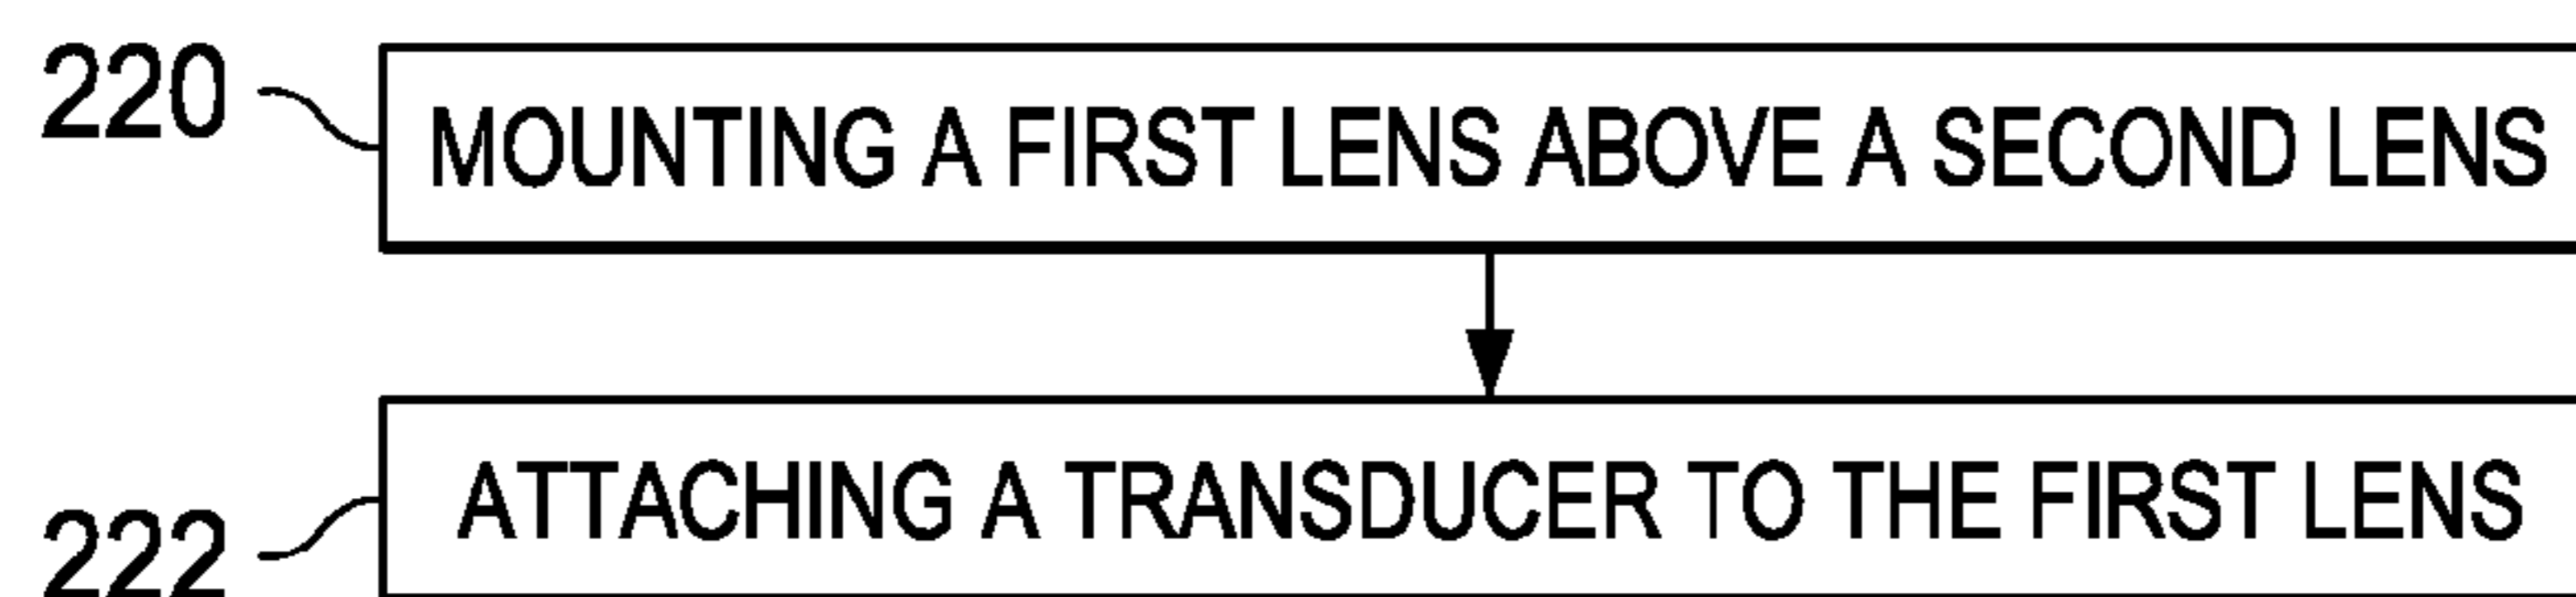 220 MOUNTING A FIRST LENS ABOVE A SECOND LENS
222 ATTACHING A TRANSDUCER TO THE FIRST LENS